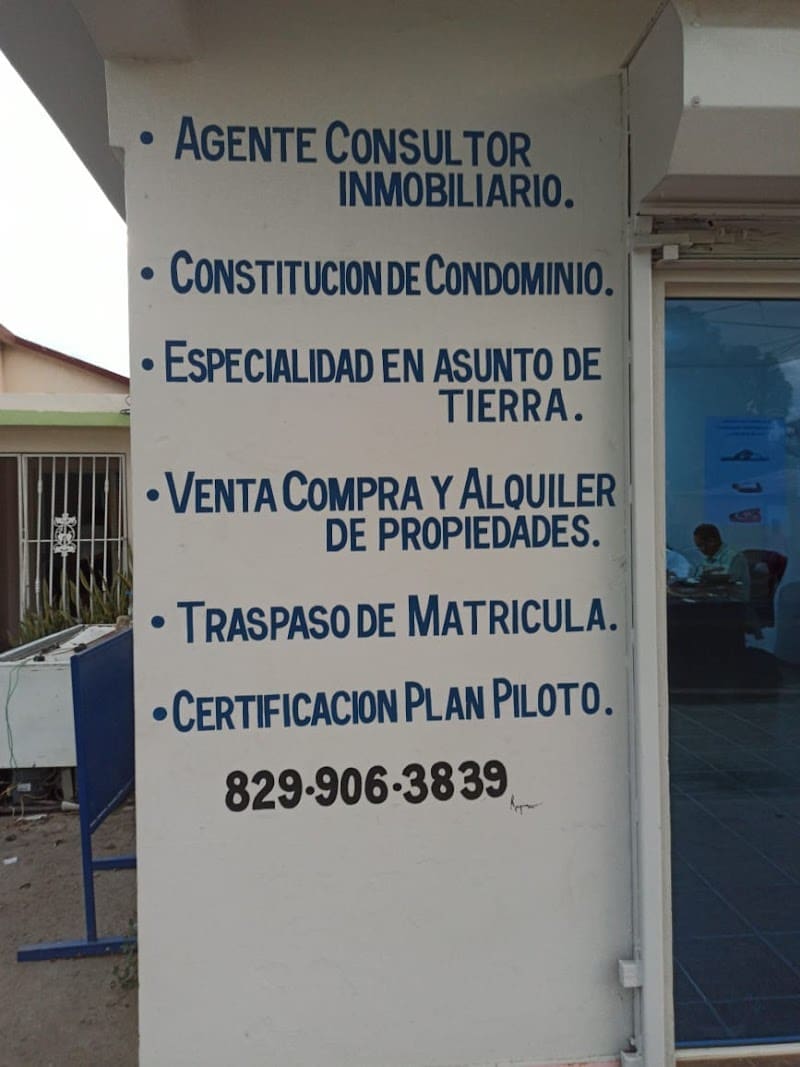 • AGENTE CONSULTOR
INMOBILIARIO.
• CONSTITUCION DE CONDOMINIO.
• ESPECIALIDAD EN ASUNTO DE
TIERRA.
• VENTA COMPRA Y ALQUILER
DE PROPIEDADES.
• TRASPASO DE MATRICULA.
• CERTIFICACION PLAN PILOTO.
829·906·3839